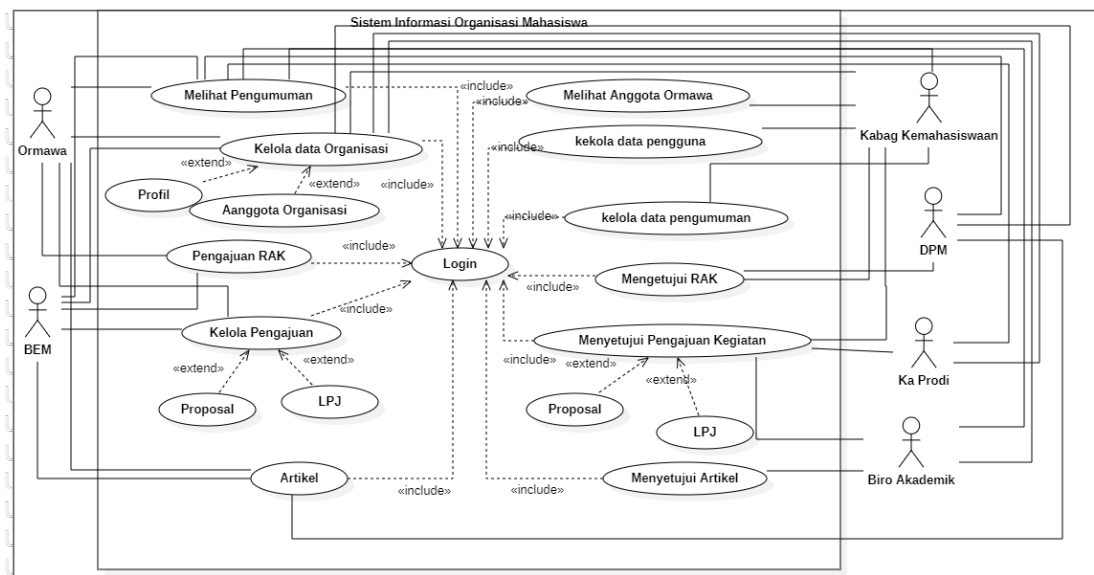 Sistem Informasi Organisasi Mahasiswa
Melihat Pengumuman
«include»
Melihat Anggota Ormawa
«include»
Ormawa
Kabag Kemahasiswaan
Kelola data Organisasi
kekola data pengguna
«include»
«extend»
«extend»
«include»
Profil
Aanggota Organisasi
kelola data pengumuman
«include»
Pengajuan RAK
«include»
Login
DPM
Mengetujui RAK
«include»
BEM
Kelola Pengajuan
«include»
Menyetujui Pengajuan Kegiatan
«include»
«extend»
«extend»
«extend»
«extend»
Ka Prodi
Proposal
LPJ
Proposal
LPJ
Artikel
«include»
«include»
Menyetujui Artikel
Biro Akademik